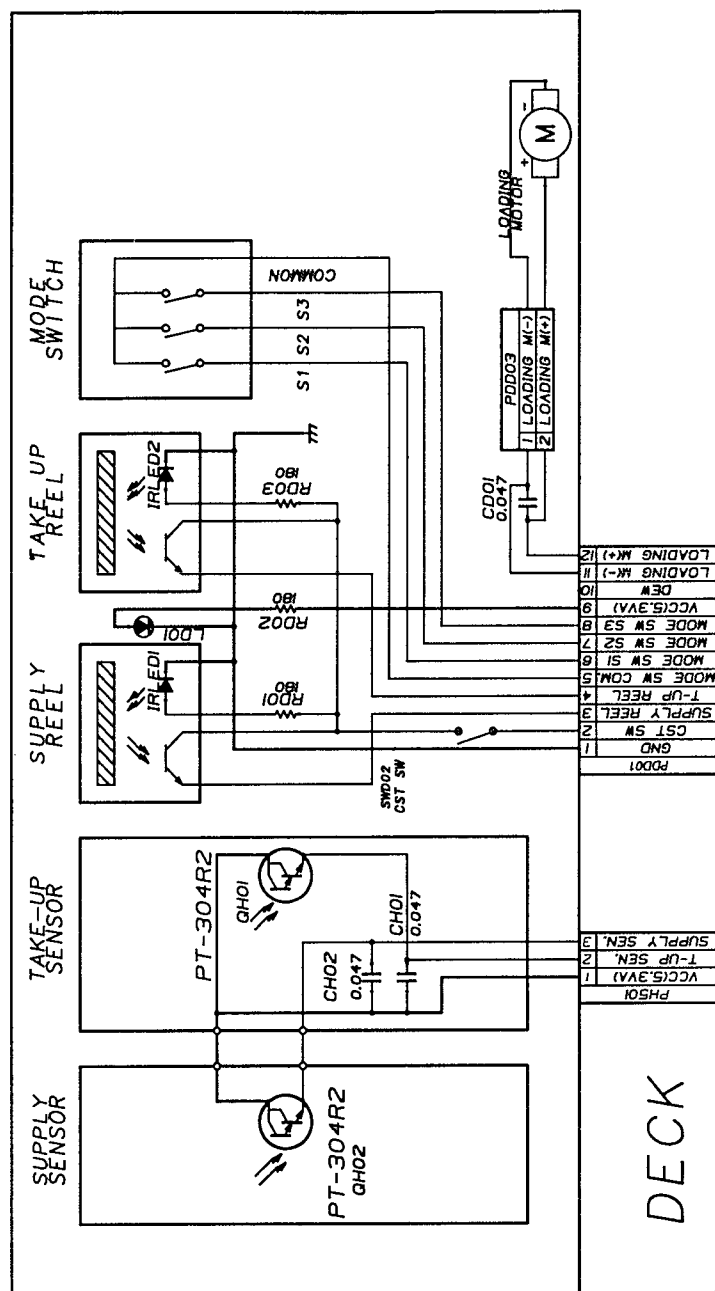 SUPPLY
SENSOR
PT-304R2
QH02
TAKE-UP
SENSOR
PT-304R2
QH01
CH02
0.047
CH01
0.047
SUPPLY
REEL
IRLED1
RD01
180
SWD02
CST SW
LD01
RD02
180
TAKE UP
REEL
IRLED2
RD03
180
MODE
SWITCH
S1
S2
S3
COMMON
LOADING
MOTOR
+
M
-
PDD03
1 LOADING M(-)
2 LOADING M(+)
CD01
0.047
PH501
1 VCC(5.3VA)
2 T-UP SEN.
3 SUPPLY SEN.
PDD01
1 GND
2 CST SW
3 SUPPLY REEL
4 T-UP REEL
5 MODE SW COM.
6 MODE SW S1
7 MODE SW S2
8 MODE SW S3
9 VCC(5.3VA)
10 DEW
11 LOADING M(-)
12 LOADING M(+)
DECK